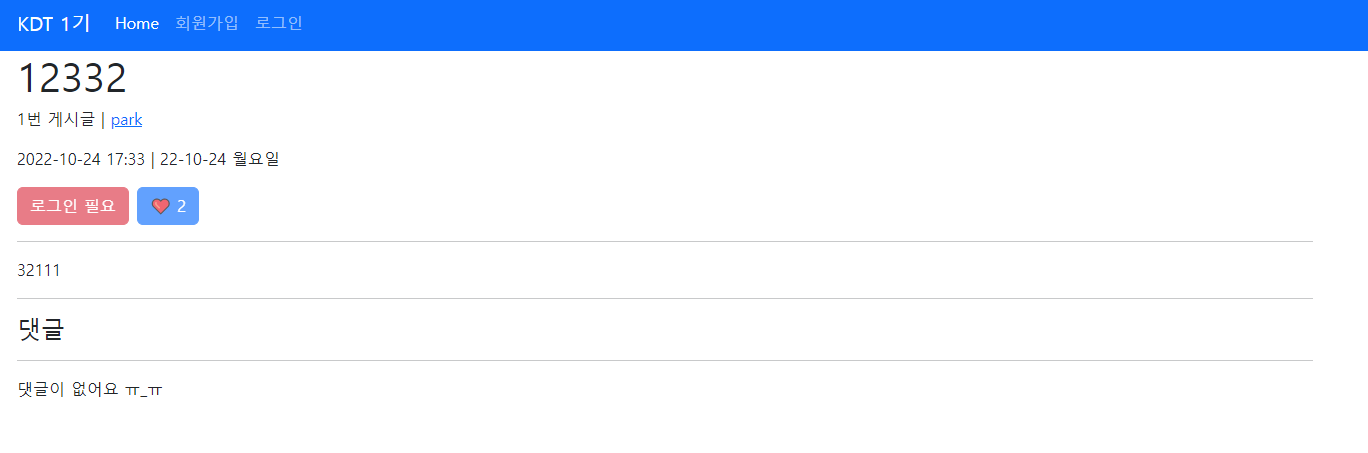 KDT 1기 Home 회원가입 로그인
12332
1번 게시글 | park
2022-10-24 17:33 | 22-10-24 월요일
로그인 필요 ❤️ 2
32111
댓글
댓글이 없어요 ㅠ_ㅠ